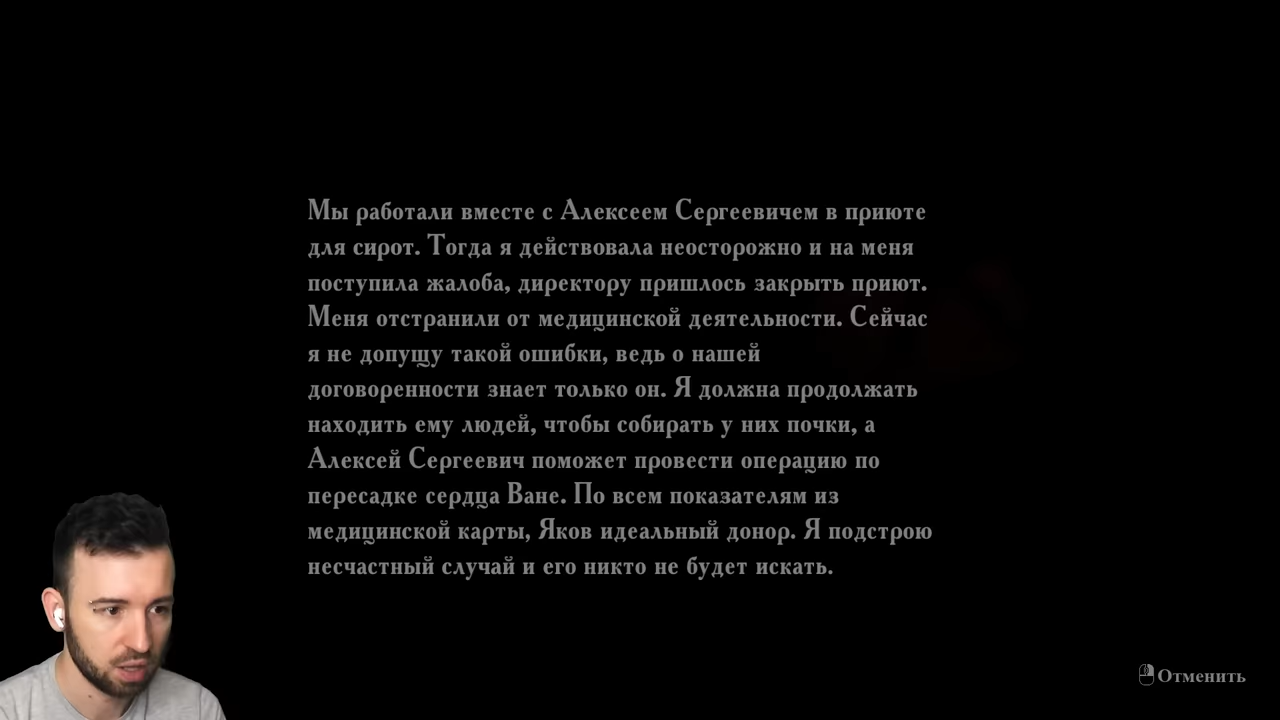 Мы работали вместе с Алексеем Сергеевичем в приюте
для сирот. Тогда я действовала неосторожно и на меня
поступила жалоба, директору пришлось закрыть приют.
Меня отстранили от медицинской деятельности. Сейчас
я не допущу такой ошибки, ведь о нашей
договоренности знает только он. Я должна продолжать
находить ему людей, чтобы собирать у них почки, а
Алексей Сергеевич поможет провести операцию по
пересадке сердца Ване. По всем показателям из
медицинской карты, Яков идеальный донор. Я подстрою
несчастный случай и его никто не будет искать.
Отменить